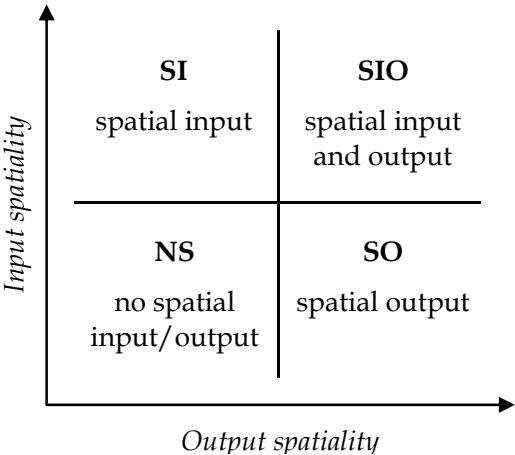 SI
spatial input
SIO
spatial input
and output
Input spatiality
NS
no spatial
input/output
SO
spatial output
Output spatiality